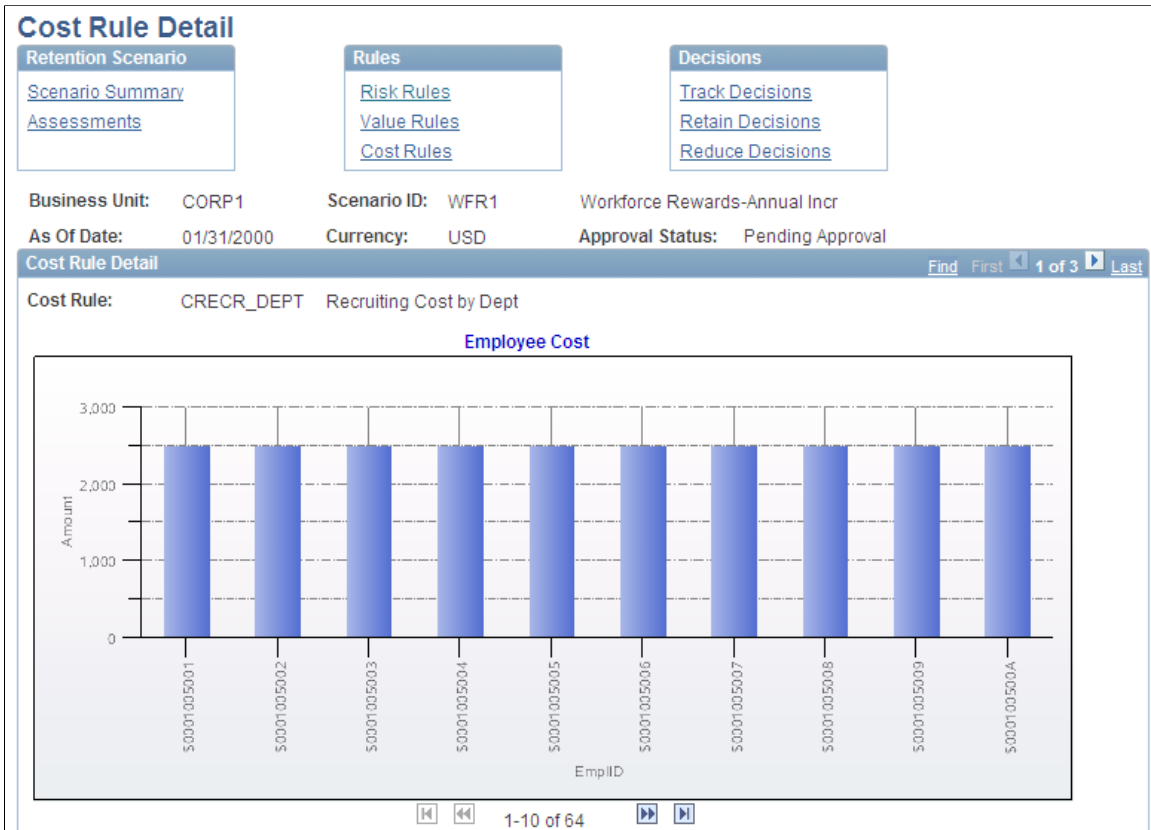 Cost Rule Detail
Retention Scenario
Scenario Summary
Assessments
Rules
Risk Rules
Value Rules
Cost Rules
Decisions
Track Decisions
Retain Decisions
Reduce Decisions
Business Unit: CORP1 Scenario ID: WFR1 Workforce Rewards-Annual Incr
As Of Date: 01/31/2000 Currency: USD Approval Status: Pending Approval
Cost Rule Detail Find First 1 of 3 Last
Cost Rule: CRECR_DEPT Recruiting Cost by Dept
Employee Cost
3,000
2,000
1,000
0
Amount
S0001005001
S0001005002
S0001005003
S0001005004
S0001005005
S0001005006
S0001005007
S0001005008
S0001005009
S000100500A
EmplID
1-10 of 64